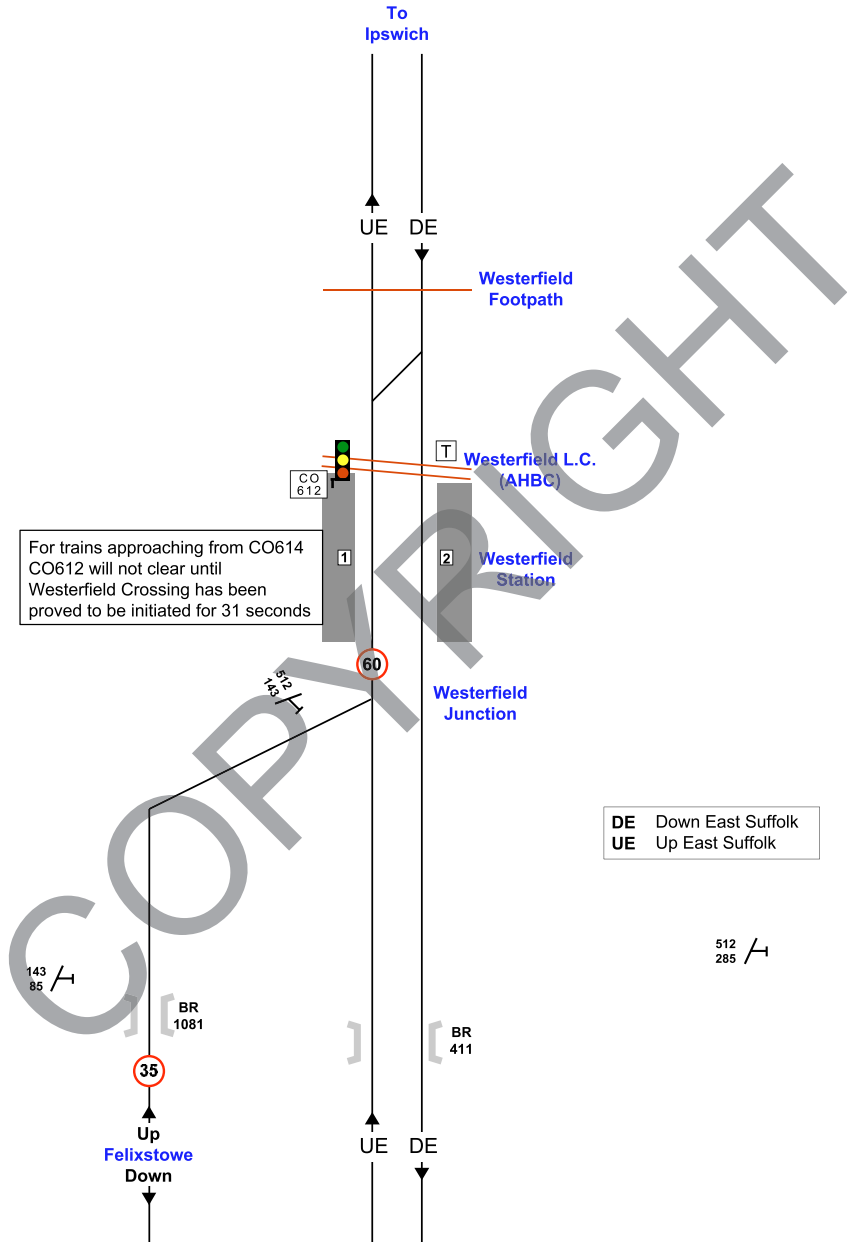 To
Ipswich
UE
DE
Westerfield
Footpath
T
Westerfield L.C.
(AHBC)
CO
612
For trains approaching from CO614
CO612 will not clear until
Westerfield Crossing has been
proved to be initiated for 31 seconds
1
2
Westerfield
Station
60
512
143
Westerfield
Junction
DE Down East Suffolk
UE Up East Suffolk
512
285
143
85
BR
1081
BR
411
35
Up
Felixstowe
Down
UE
DE
COPYRIGHT